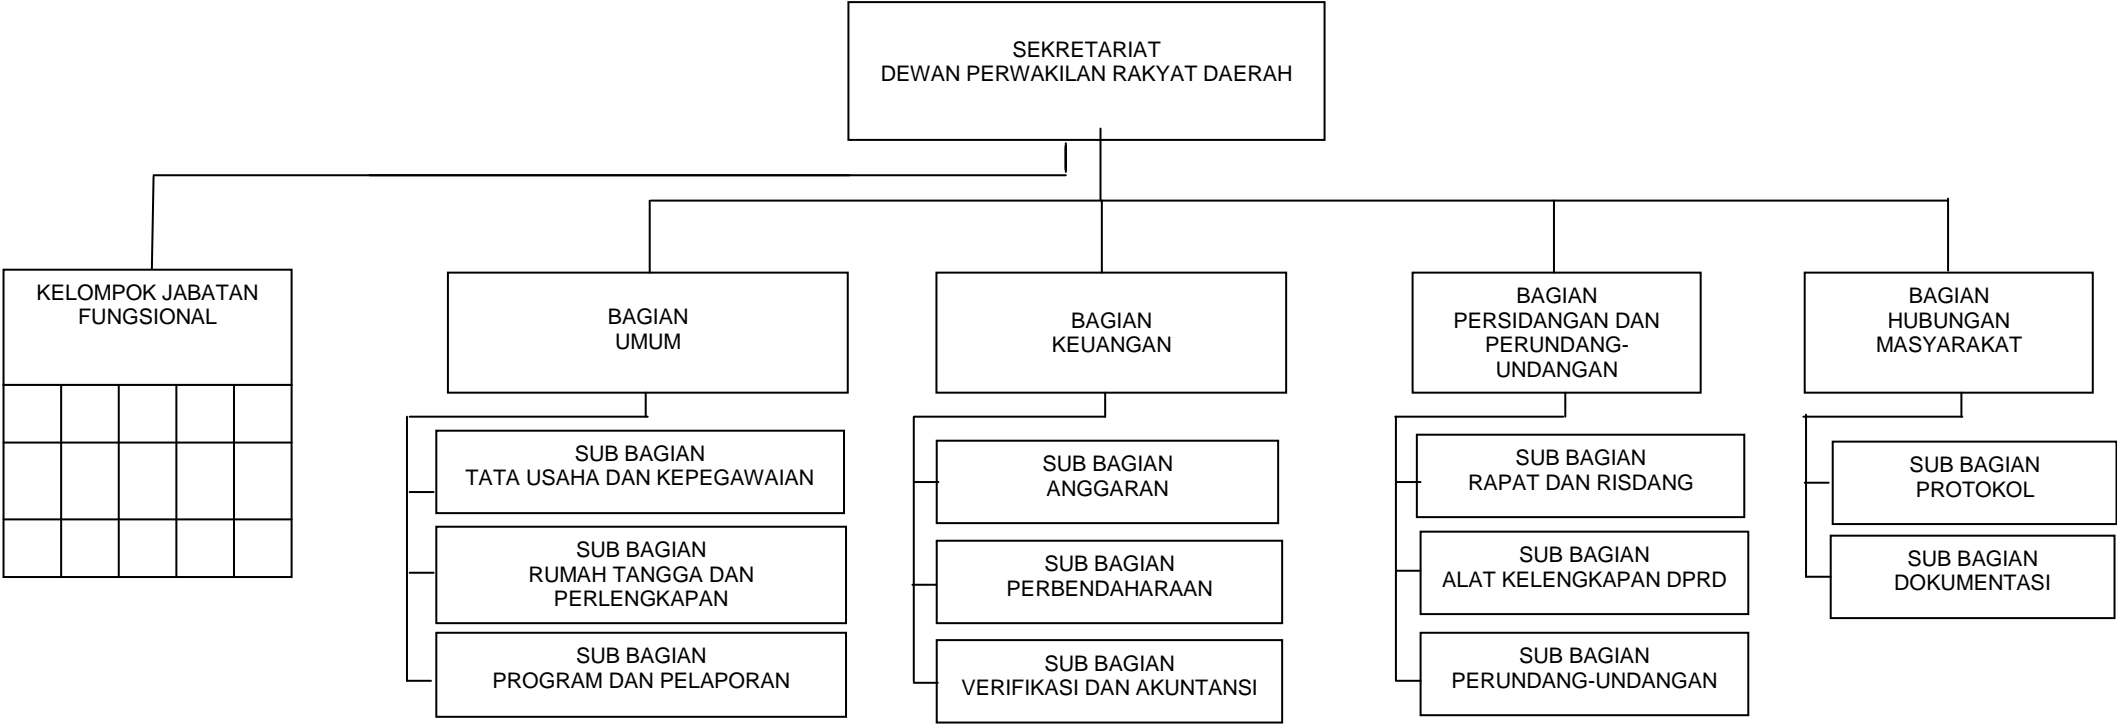 SEKRETARIAT
DEWAN PERWAKILAN RAKYAT DAERAH
KELOMPOK JABATAN
FUNGSIONAL
BAGIAN
UMUM
SUB BAGIAN
TATA USAHA DAN KEPEGAWAIAN
SUB BAGIAN
RUMAH TANGGA DAN
PERLENGKAPAN
SUB BAGIAN
PROGRAM DAN PELAPORAN
BAGIAN
KEUANGAN
SUB BAGIAN
ANGGARAN
SUB BAGIAN
PERBENDAHARAAN
SUB BAGIAN
VERIFIKASI DAN AKUNTANSI
BAGIAN
PERSIDANGAN DAN
PERUNDANG-
UNDANGAN
SUB BAGIAN
RAPAT DAN RISDANG
SUB BAGIAN
ALAT KELENGKAPAN DPRD
SUB BAGIAN
PERUNDANG-UNDANGAN
BAGIAN
HUBUNGAN
MASYARAKAT
SUB BAGIAN
PROTOKOL
SUB BAGIAN
DOKUMENTASI